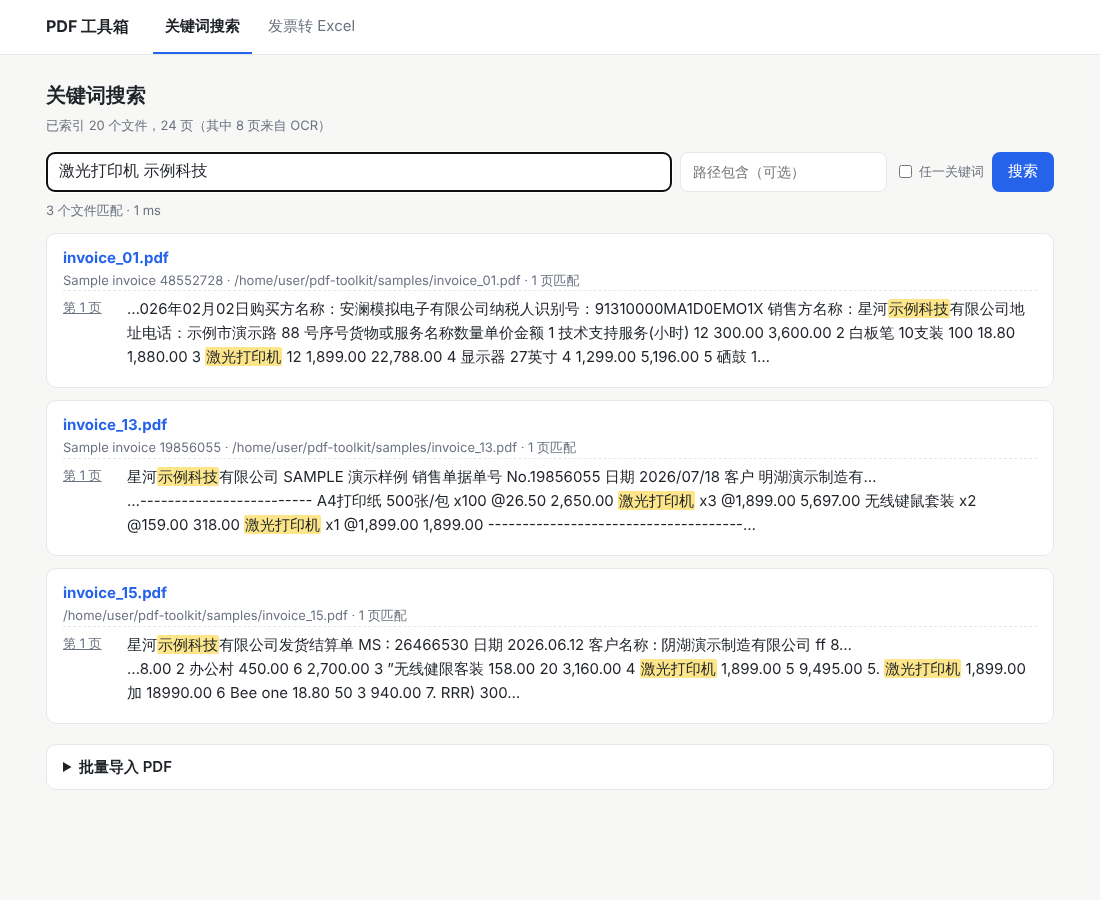 PDF 工具箱
关键词搜索
发票转 Excel
关键词搜索
已索引 20 个文件，24 页（其中 8 页来自 OCR）
激光打印机 示例科技
路径包含（可选）
任一关键词
搜索
3 个文件匹配 · 1 ms
invoice_01.pdf
Sample invoice 48552728 · /home/user/pdf-toolkit/samples/invoice_01.pdf · 1 页匹配
第 1 页
…026年02月02日购买方名称：安澜模拟电子有限公司纳税人识别号：91310000MA1D0EMO1X 销售方名称：星河示例科技有限公司地
址电话：示例市演示路 88 号序号货物或服务名称数量单价金额 1 技术支持服务(小时) 12 300.00 3,600.00 2 白板笔 10支装 100 18.80
1,880.00 3 激光打印机 12 1,899.00 22,788.00 4 显示器 27英寸 4 1,299.00 5,196.00 5 硒鼓 1…
invoice_13.pdf
Sample invoice 19856055 · /home/user/pdf-toolkit/samples/invoice_13.pdf · 1 页匹配
第 1 页
星河示例科技有限公司 SAMPLE 演示样例 销售单据单号 No.19856055 日期 2026/07/18 客户 明湖演示制造有…
…------------------------- A4打印纸 500张/包 x100 @26.50 2,650.00 激光打印机 x3 @1,899.00 5,697.00 无线键鼠套装 x2
@159.00 318.00 激光打印机 x1 @1,899.00 1,899.00 -------------------------------------…
invoice_15.pdf
/home/user/pdf-toolkit/samples/invoice_15.pdf · 1 页匹配
第 1 页
星河示例科技有限公司发货结算单 MS : 26466530 日期 2026.06.12 客户名称 : 阴湖演示制造有限公司 ff 8…
…8.00 2 办公村 450.00 6 2,700.00 3 ”无线健限客装 158.00 20 3,160.00 4 激光打印机 1,899.00 5 9,495.00 5. 激光打印机 1,899.00
加 18990.00 6 Bee one 18.80 50 3 940.00 7. RRR) 300…
批量导入 PDF